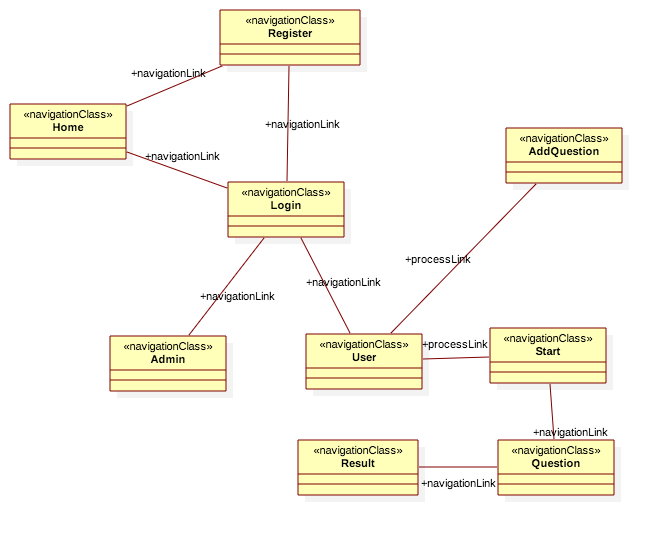 «navigationClass»
Register
+navigationLink
«navigationClass»
Home
+navigationLink
+navigationLink
«navigationClass»
AddQuestion
«navigationClass»
Login
+processLink
+navigationLink
+navigationLink
«navigationClass»
Admin
«navigationClass»
User
+processLink
«navigationClass»
Start
+navigationLink
«navigationClass»
Result
«navigationClass»
Question
+navigationLink